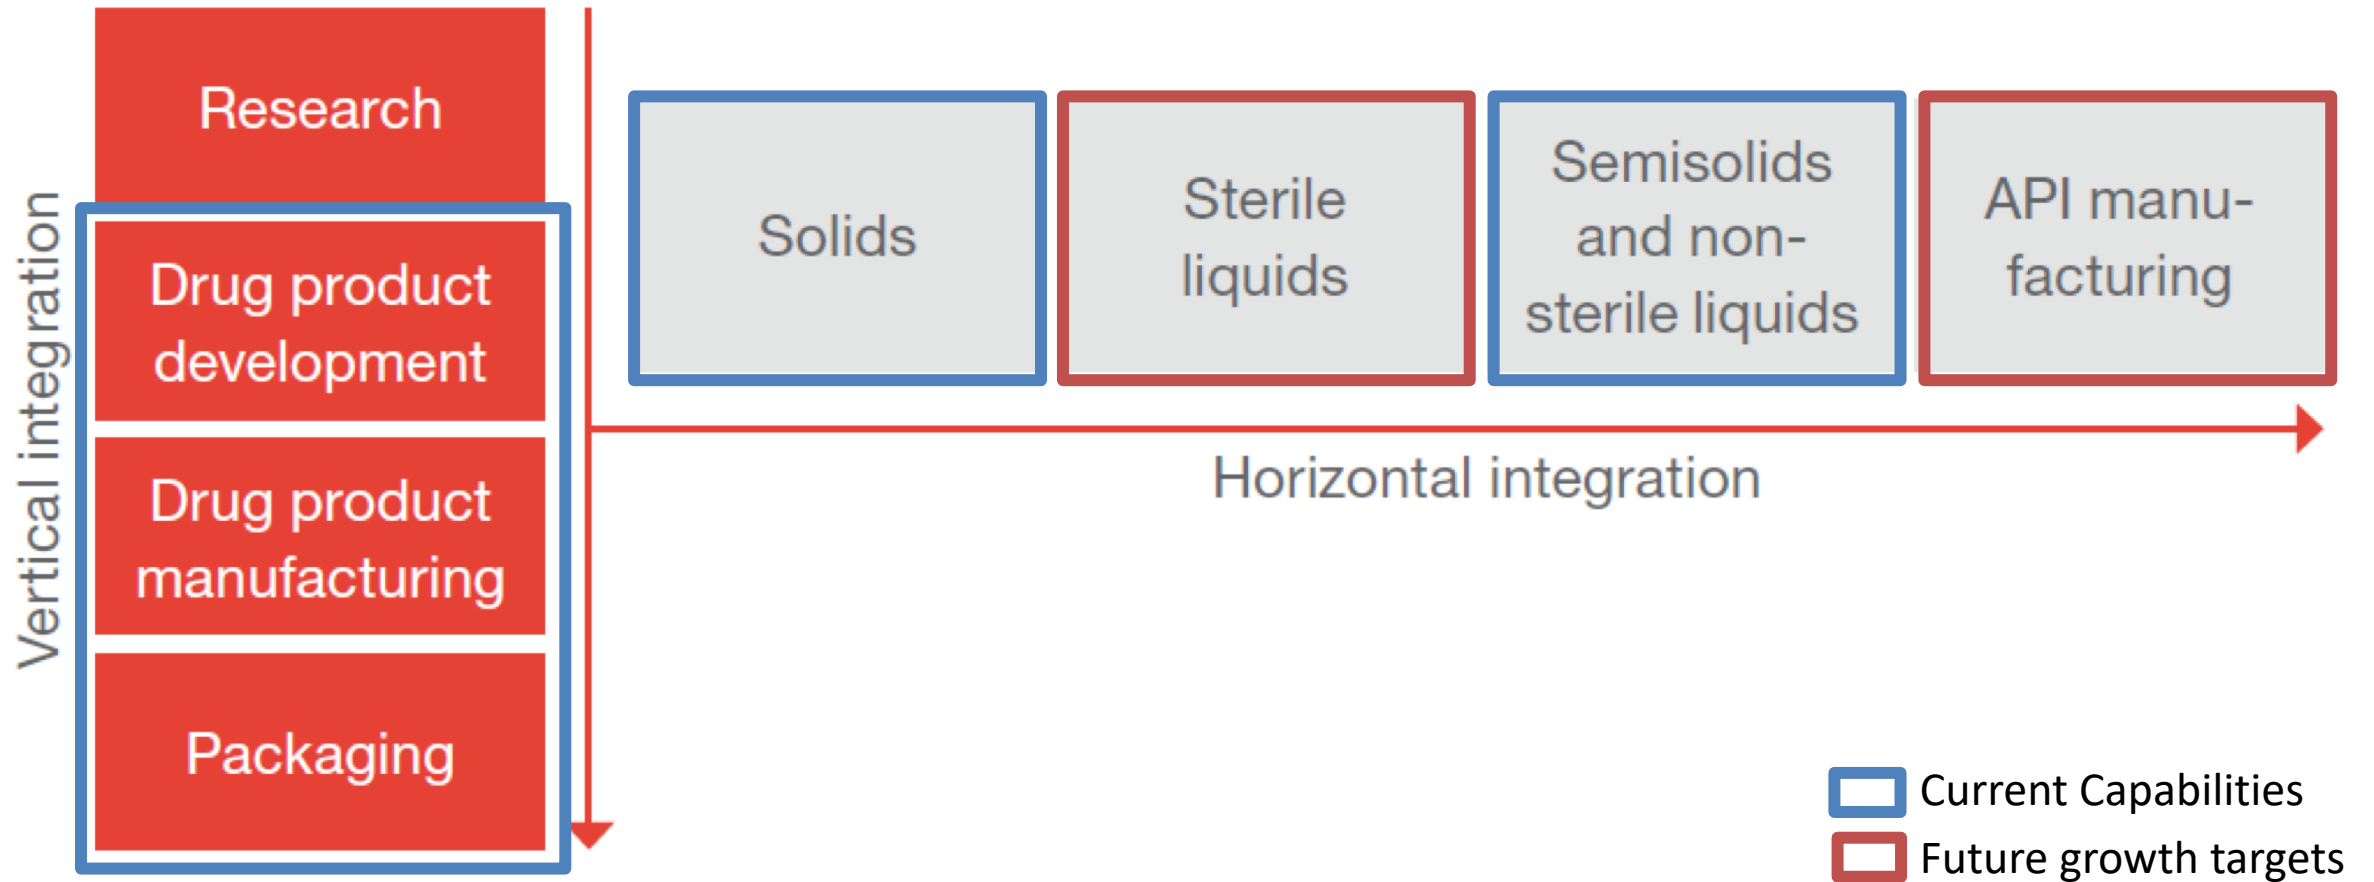 Vertical integration
Research
Drug product
development
Drug product
manufacturing
Packaging
Solids
Sterile
liquids
Semisolids
and non-
sterile liquids
API manu-
facturing
Horizontal integration
Current Capabilities
Future growth targets